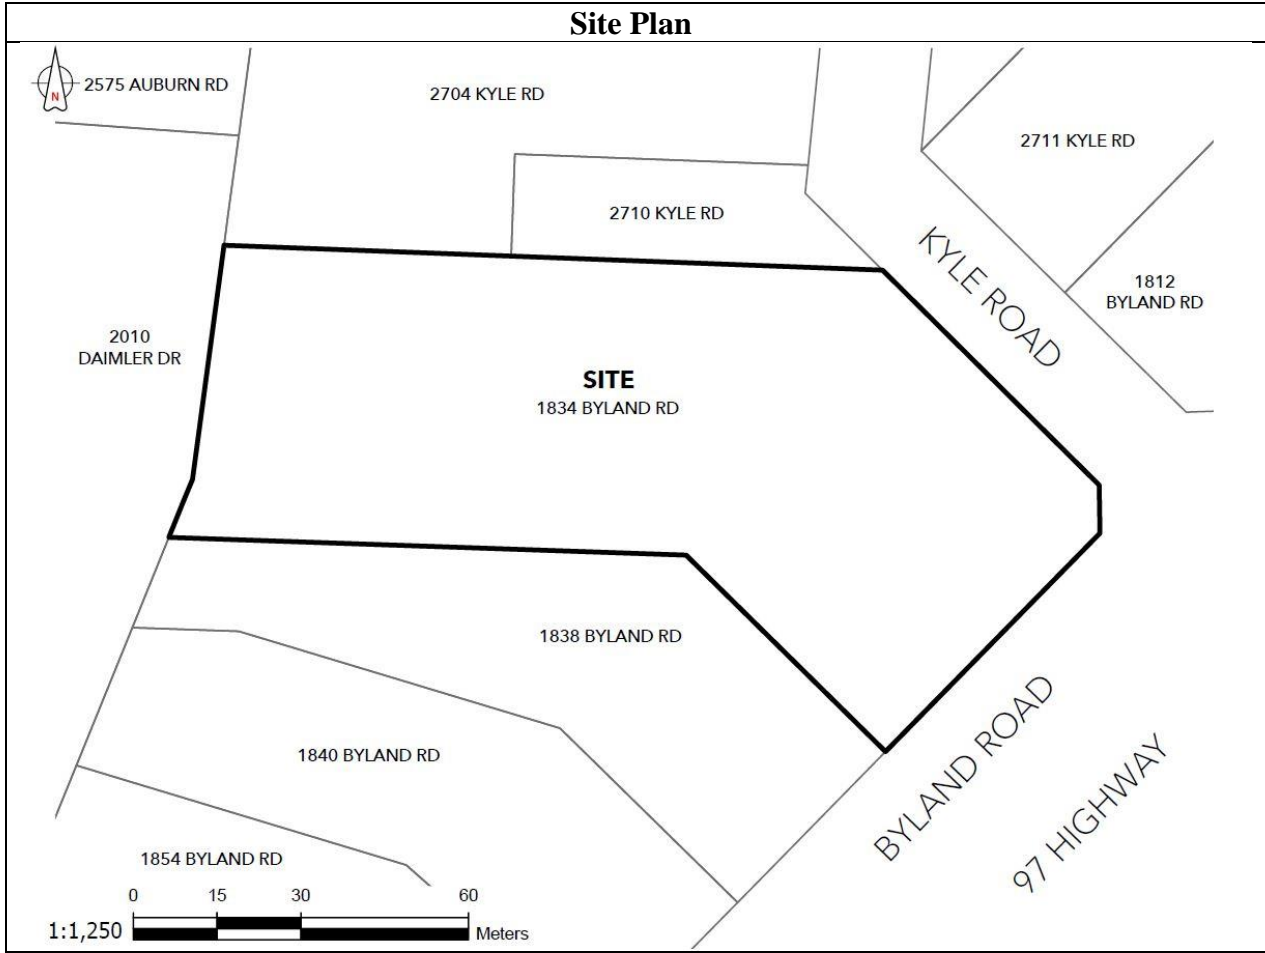 Site Plan
N
2575 AUBURN RD
2704 KYLE RD
2711 KYLE RD
2710 KYLE RD
KYLE ROAD
1812
BYLAND RD
2010
DAIMLER DR
SITE
1834 BYLAND RD
1838 BYLAND RD
BYLAND ROAD
97 HIGHWAY
1840 BYLAND RD
1854 BYLAND RD
0 15 30 60
1:1,250 Meters